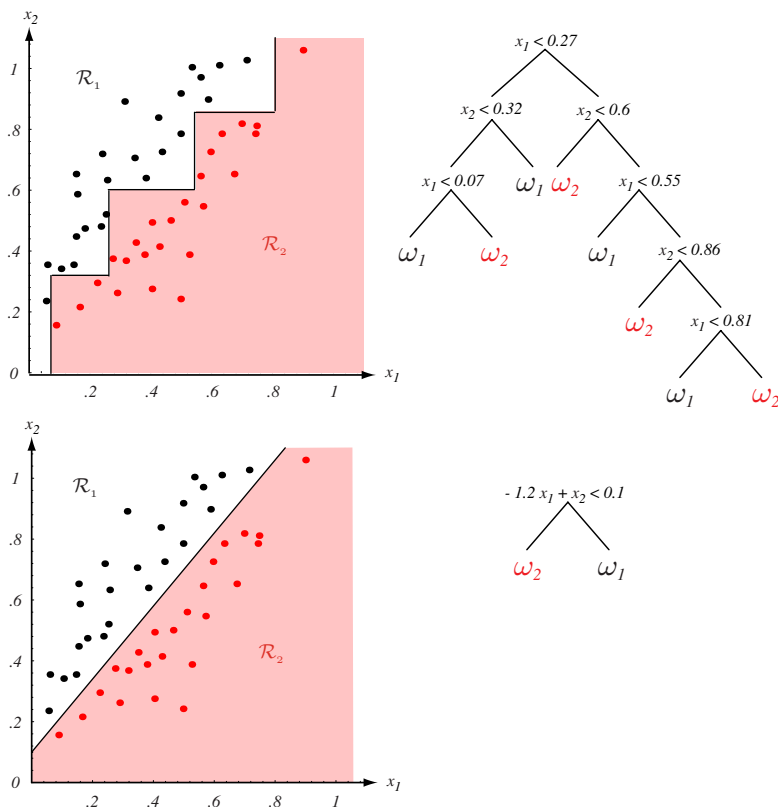 x₂
1
.8
.6
.4
.2
0
ℛ₁
ℛ₂
.2 .4 .6 .8 1
x₁
x₁ < 0.27
x₂ < 0.32 x₂ < 0.6
x₁ < 0.07 ω₁ ω₂ x₁ < 0.55
ω₁ ω₂ ω₁ x₂ < 0.86
ω₂ x₁ < 0.81
ω₁ ω₂
x₂
1
.8
.6
.4
.2
0
ℛ₁
ℛ₂
.2 .4 .6 .8 1
x₁
- 1.2 x₁ + x₂ < 0.1
ω₂ ω₁